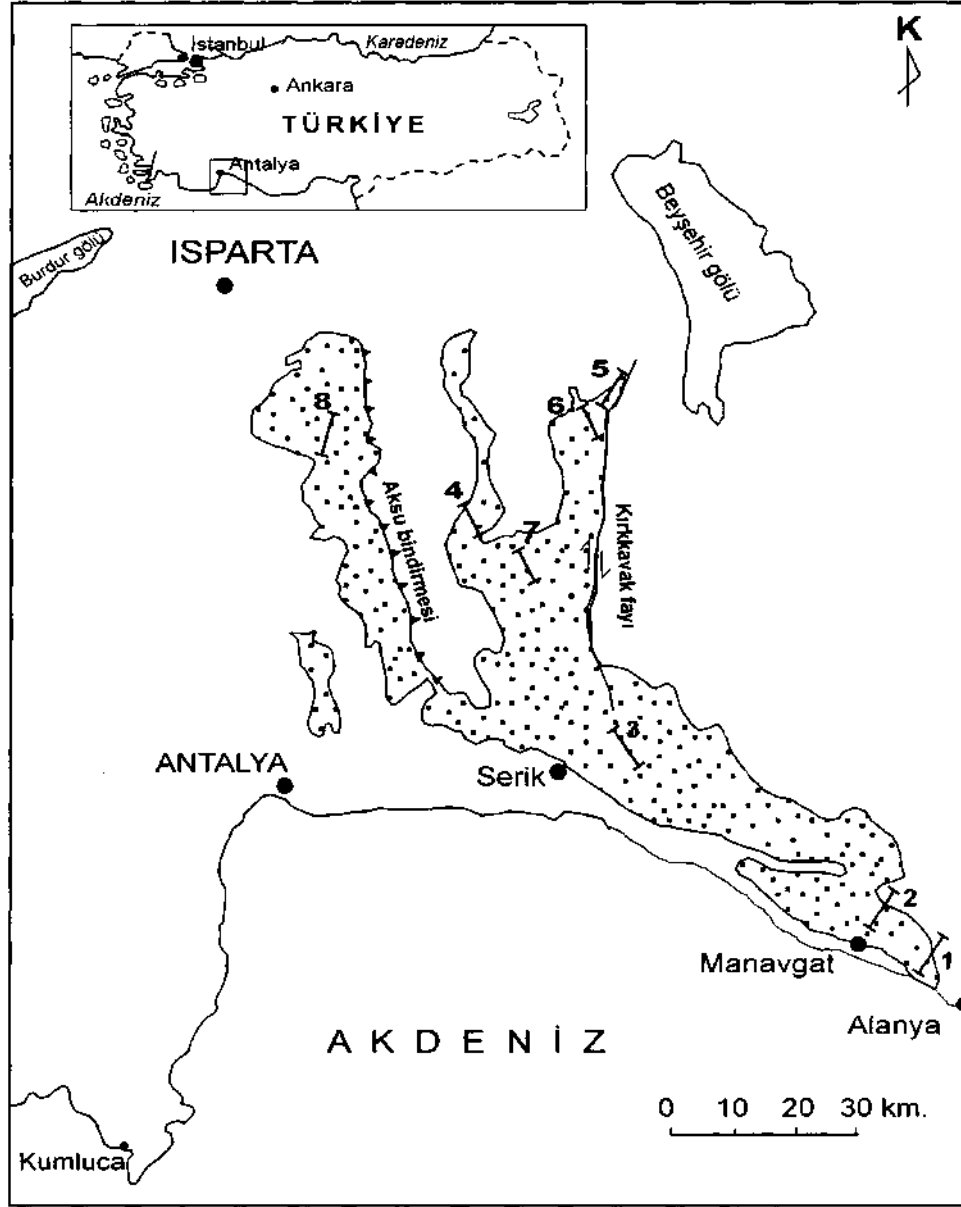 K
İstanbul
Karadeniz
Ankara
TÜRKİYE
Antalya
Akdeniz
Burdur gölü
ISPARTA
Beyşehir gölü
8
5
6
4
7
Aksu bindirmesi
Kırkkavak fayı
3
ANTALYA
Serik
2
1
Manavgat
Alanya
AKDENİZ
0 10 20 30 km.
Kumluca